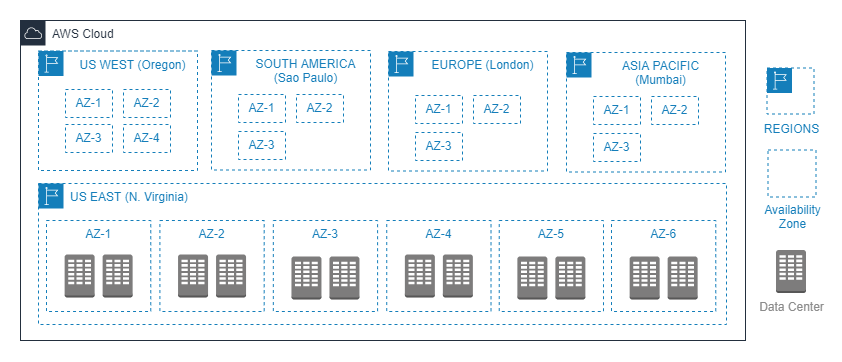 AWS Cloud
US WEST (Oregon)
AZ-1
AZ-2
AZ-3
AZ-4
SOUTH AMERICA
(Sao Paulo)
AZ-1
AZ-2
AZ-3
EUROPE (London)
AZ-1
AZ-2
AZ-3
ASIA PACIFIC
(Mumbai)
AZ-1
AZ-2
AZ-3
US EAST (N. Virginia)
AZ-1
AZ-2
AZ-3
AZ-4
AZ-5
AZ-6
REGIONS
Availability
Zone
Data Center